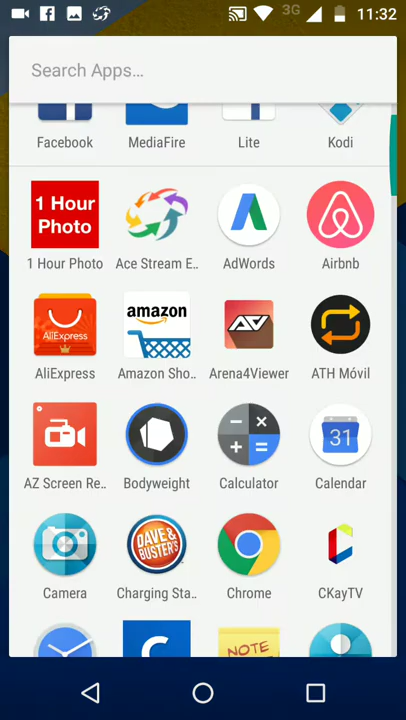 3G 11:32
Search Apps…
Facebook MediaFire Lite Kodi
1 Hour
Photo
1 Hour Photo Ace Stream E.. AdWords Airbnb
AliExpress
amazon
AliExpress Amazon Sho.. Arena4Viewer ATH Móvil
31
AZ Screen Re.. Bodyweight Calculator Calendar
DAVE &
BUSTER'S
Camera Charging Sta.. Chrome CKayTV
NOTE